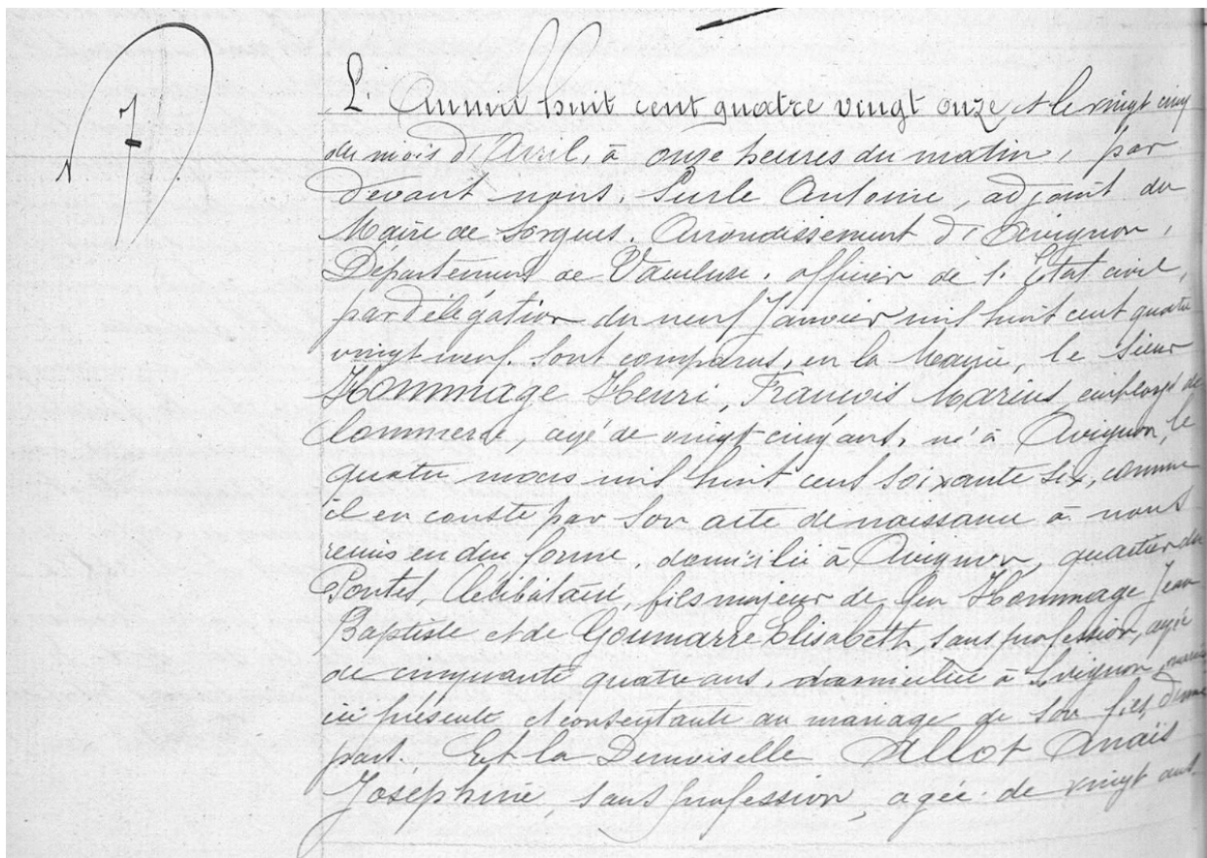 7
L'an mil huit cent quatre vingt onze, et le vingt cinq
du mois d'Avril, à onze heures du matin, par
devant nous, Antoine, adjoint du
Maire de Sorgues. Arrondissement d'Avignon,
Département de Vaucluse. officier de l'Etat civil,
par délégation du neuf Janvier mil huit cent quatre
vingt neuf. Sont comparus, en la Mairie, le Sieur
Hommage Henri, François Marius, employé de
Commerce, agé de vingt cinq ans, né à Avignon, le
quatre mars mil huit cent soixante six, comme
il en conste par son acte de naissance à nous
remis en due forme, domicilié à Avignon, quartier du
Pontet, Célibataire, fils majeur de feu Hommage Jean
Baptiste et de Goumarre Elisabeth, sans profession, agée
de cinquante quatre ans, domiciliée à Avignon,
ici présente et consentante au mariage de son fils, d'une
part. Et la Demoiselle Allot Anaïs
Joséphine, sans profession, agée de vingt ans